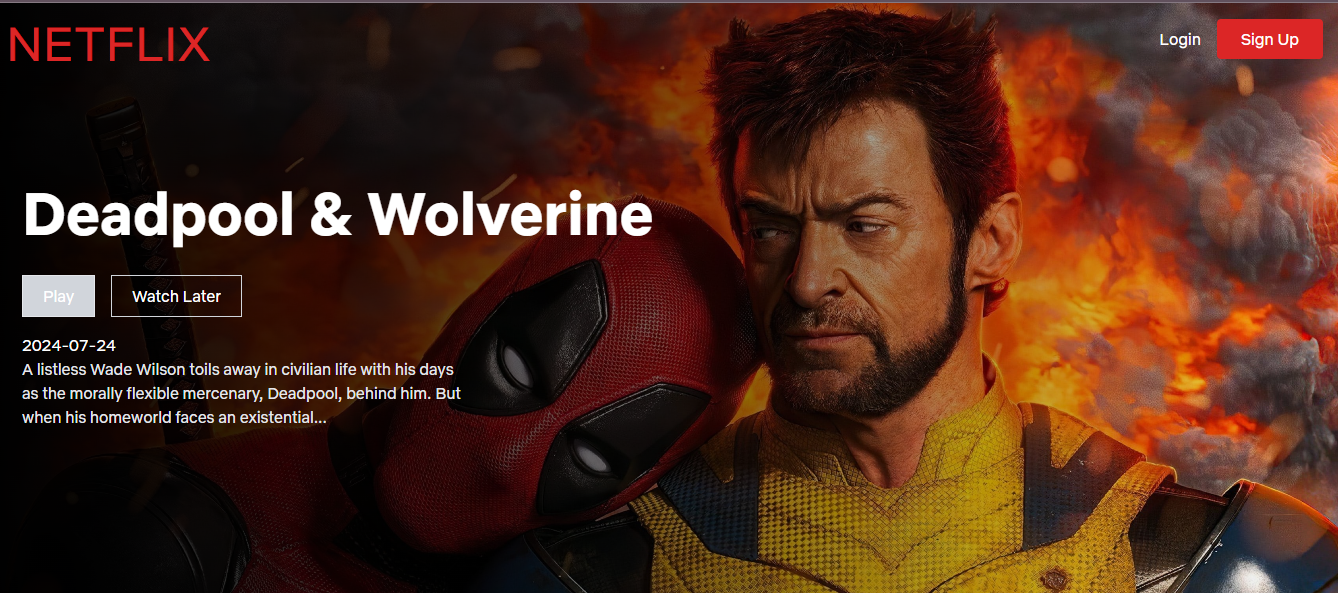 NETFLIX
Login
Sign Up
Deadpool & Wolverine
Play
Watch Later
2024-07-24
A listless Wade Wilson toils away in civilian life with his days
as the morally flexible mercenary, Deadpool, behind him. But
when his homeworld faces an existential...